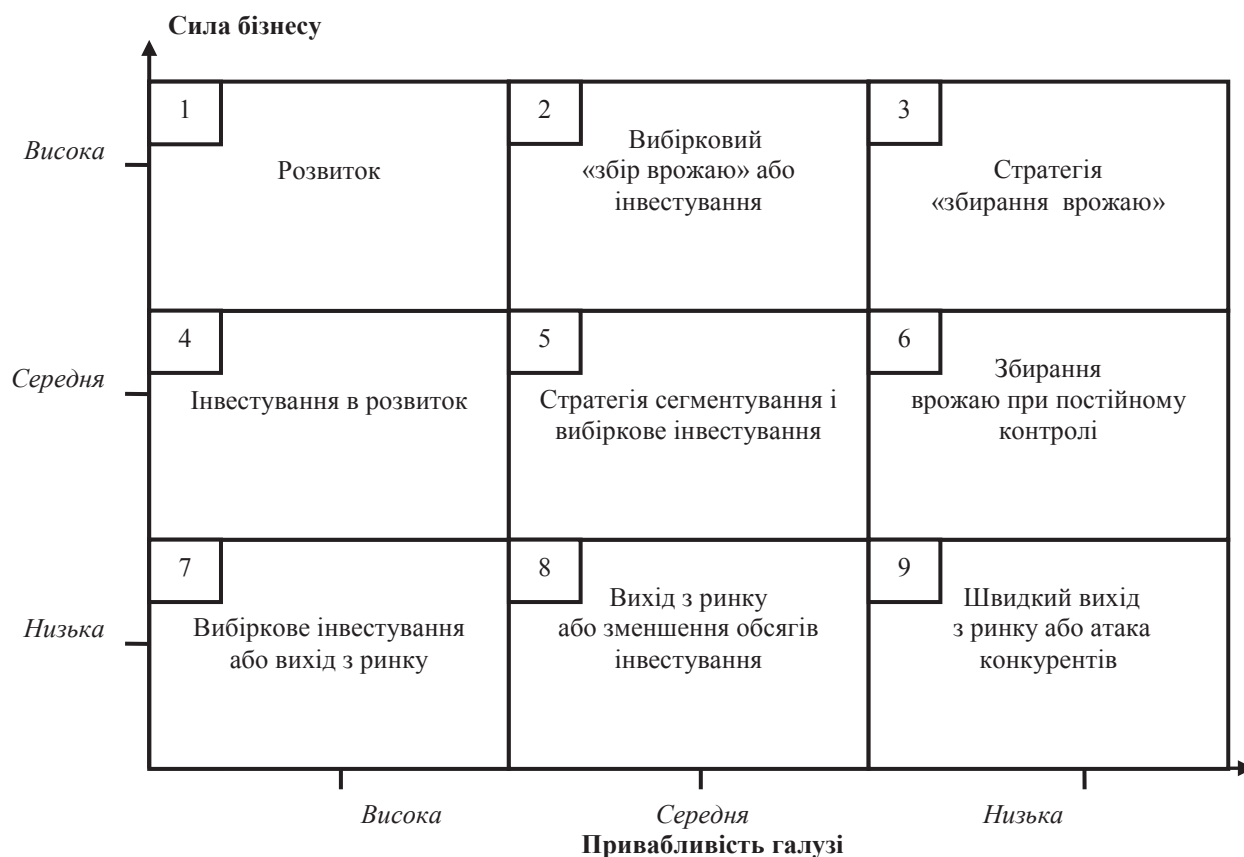 Сила бізнесу
1
2
3
Висока
Розвиток
Вибірковий
«збір врожаю» або
інвестування
Стратегія
«збирання врожаю»
4
5
6
Середня
Інвестування в розвиток
Стратегія сегментування і
вибіркове інвестування
Збирання
врожаю при постійному
контролі
7
8
9
Низька
Вибіркове інвестування
або вихід з ринку
Вихід з ринку
або зменшення обсягів
інвестування
Швидкий вихід
з ринку або атака
конкурентів
Висока
Середня
Низька
Привабливість галузі